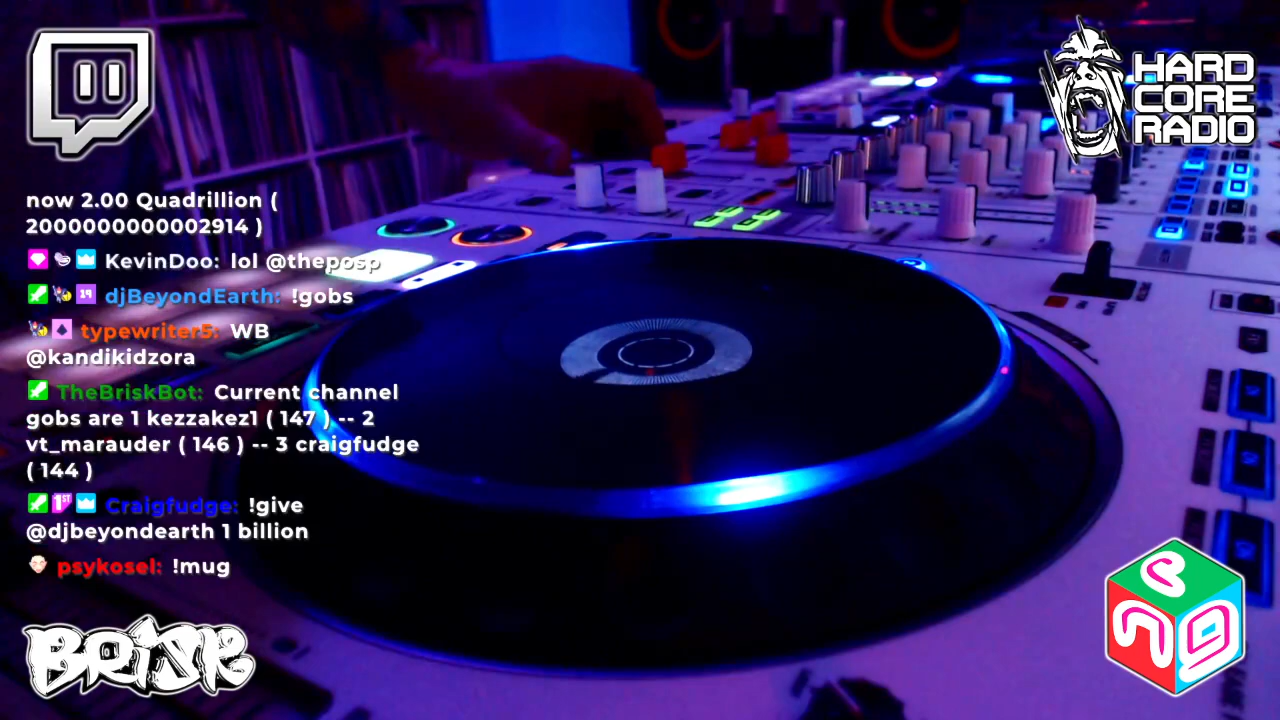 HARD
CORE
RADIO
now 2.00 Quadrillion (
2000000000002914 )
KevinDoo: lol @theposp
19 djBeyondEarth: !gobs
typewriter5: WB
@kandikidzora
TheBriskBot: Current channel
gobs are 1 kezzakez1 ( 147 ) -- 2
vt_marauder ( 146 ) -- 3 craigfudge
( 144 )
1ST Craigfudge: !give
@djbeyondearth 1 billion
psykosel: !mug
BRISK